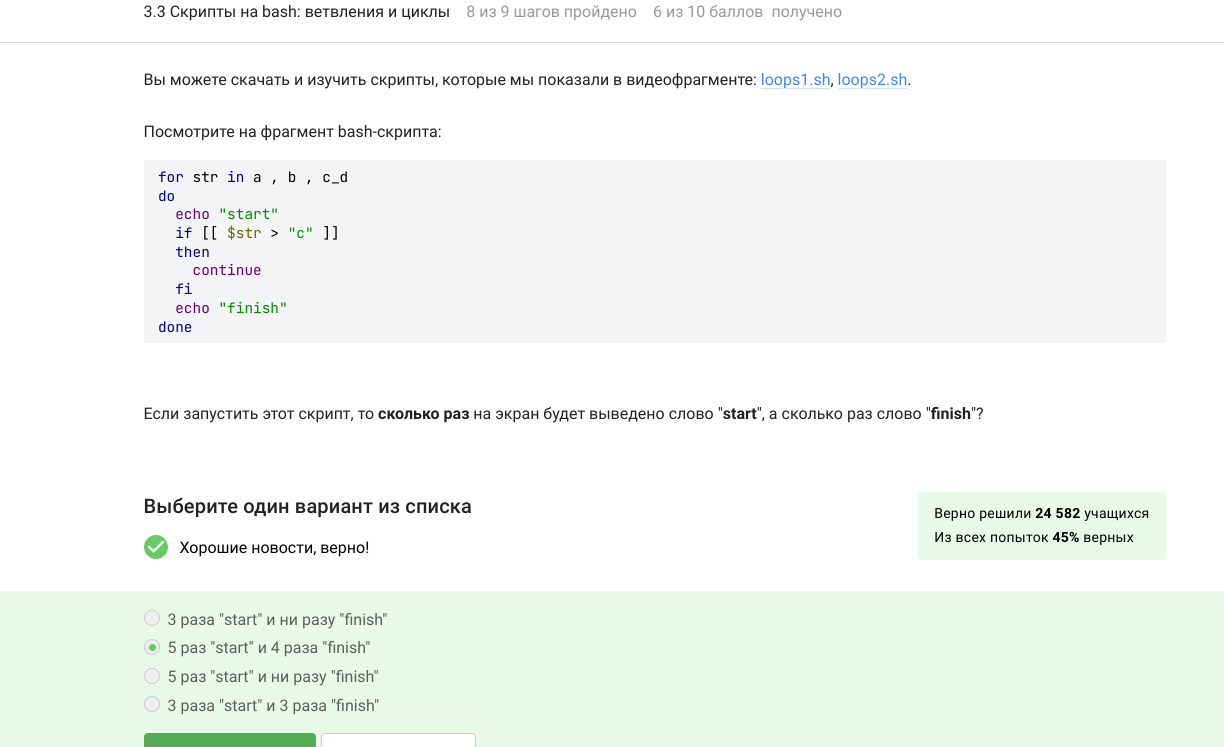 3.3 Скрипты на bash: ветвления и циклы 8 из 9 шагов пройдено 6 из 10 баллов получено
Вы можете скачать и изучить скрипты, которые мы показали в видеофрагменте: loops1.sh, loops2.sh.
Посмотрите на фрагмент bash-скрипта:
for str in a , b , c_d
do
  echo "start"
  if [[ $str > "c" ]]
  then
    continue
  fi
  echo "finish"
done
Если запустить этот скрипт, то сколько раз на экран будет выведено слово "start", а сколько раз слово "finish"?
Выберите один вариант из списка
Верно решили 24 582 учащихся
Из всех попыток 45% верных
Хорошие новости, верно!
3 раза "start" и ни разу "finish"
5 раз "start" и 4 раза "finish"
5 раз "start" и ни разу "finish"
3 раза "start" и 3 раза "finish"